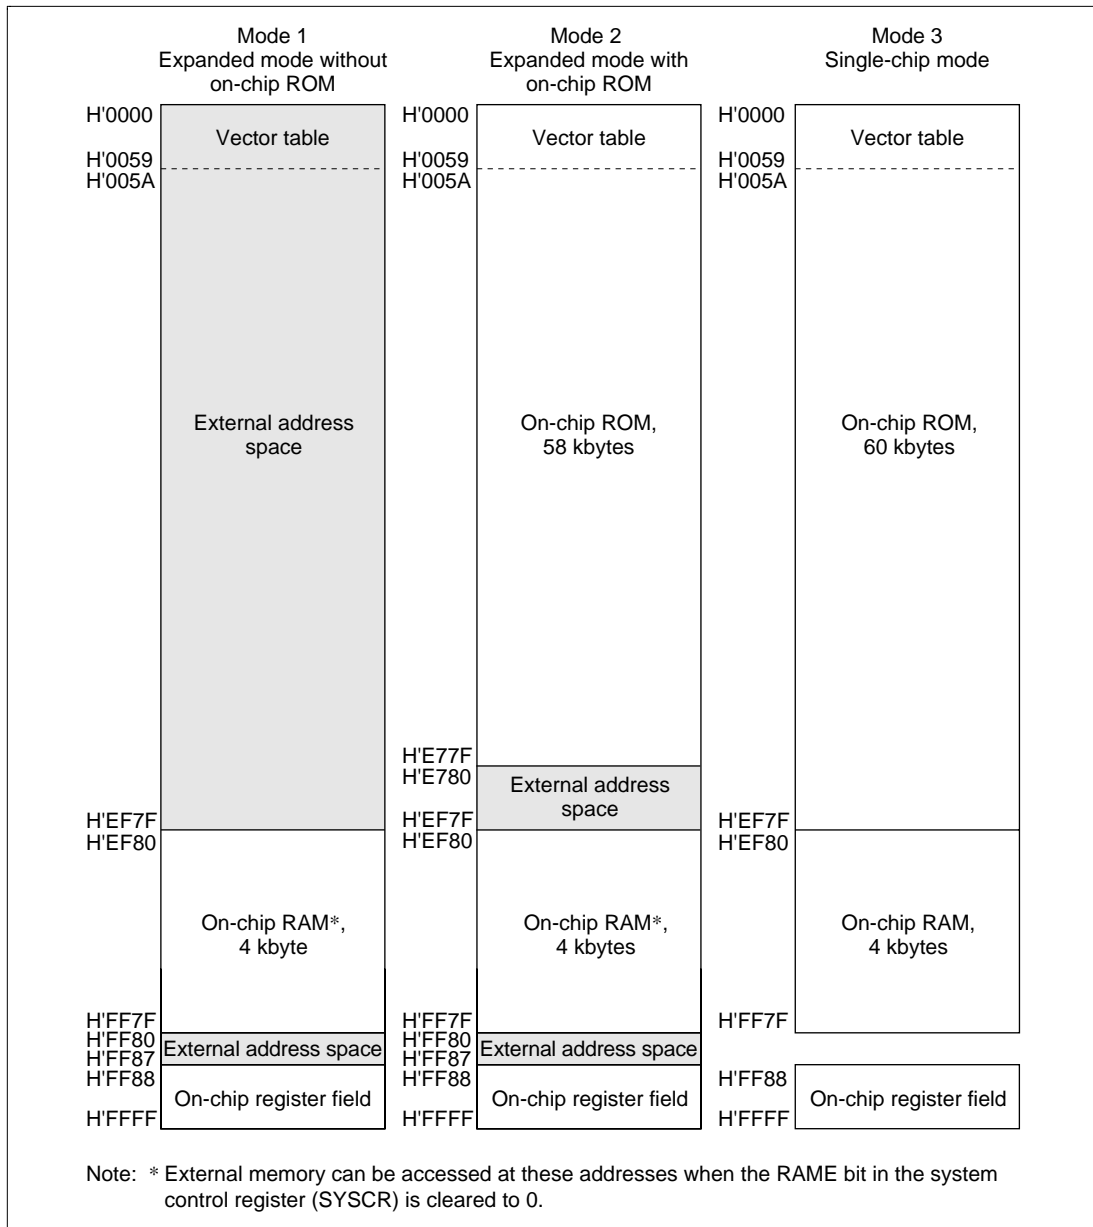 Mode 1
Expanded mode without
on-chip ROM
H'0000
Vector table
H'0059
H'005A
External address
space
H'EF7F
H'EF80
On-chip RAM*,
4 kbyte
H'FF7F
H'FF80
External address space
H'FF87
H'FF88
On-chip register field
H'FFFF
Mode 2
Expanded mode with
on-chip ROM
H'0000
Vector table
H'0059
H'005A
On-chip ROM,
58 kbytes
H'E77F
H'E780
External address
space
H'EF7F
H'EF80
On-chip RAM*,
4 kbytes
H'FF7F
H'FF80
External address space
H'FF87
H'FF88
On-chip register field
H'FFFF
Mode 3
Single-chip mode
H'0000
Vector table
H'0059
H'005A
On-chip ROM,
60 kbytes
H'EF7F
H'EF80
On-chip RAM,
4 kbytes
H'FF7F
H'FF88
On-chip register field
H'FFFF
Note: * External memory can be accessed at these addresses when the RAME bit in the system
control register (SYSCR) is cleared to 0.